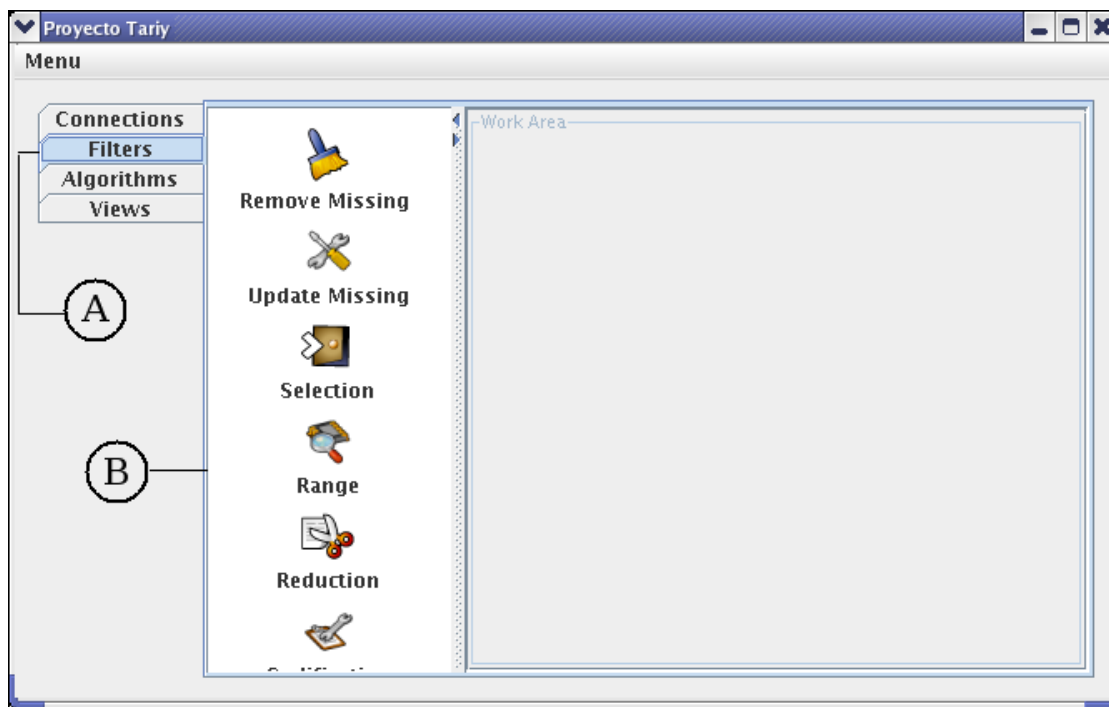 Proyecto Tariy
Menu
Connections
Filters
Algorithms
Views
A
B
Remove Missing
Update Missing
Selection
Range
Reduction
Work Area